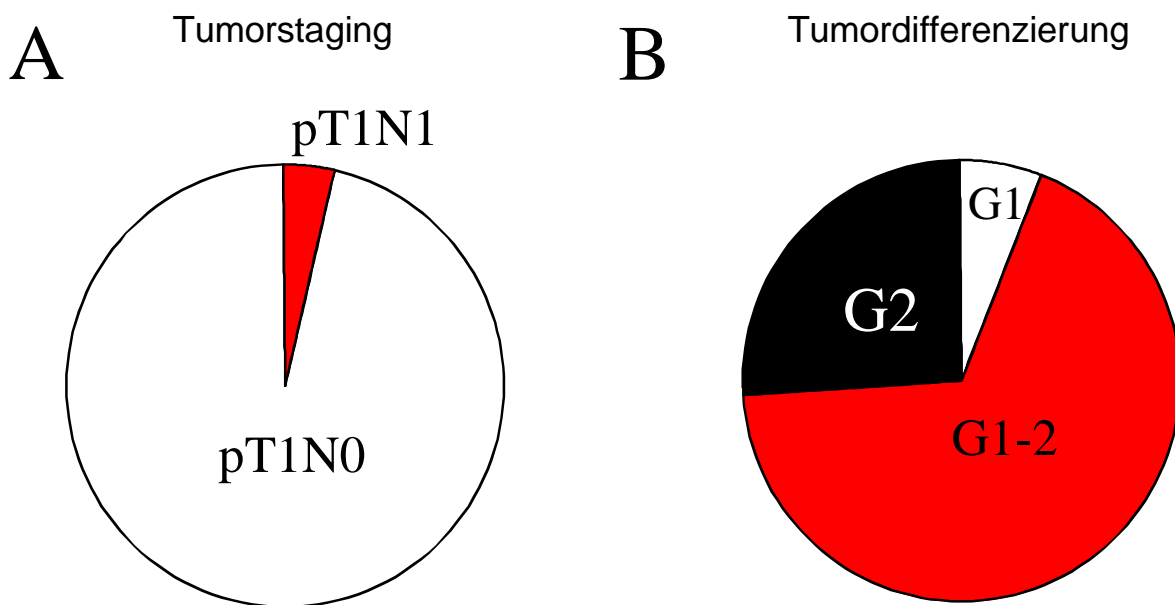 A
Tumorstaging
pT1N1
pT1N0
B
Tumordifferenzierung
G1
G2
G1-2